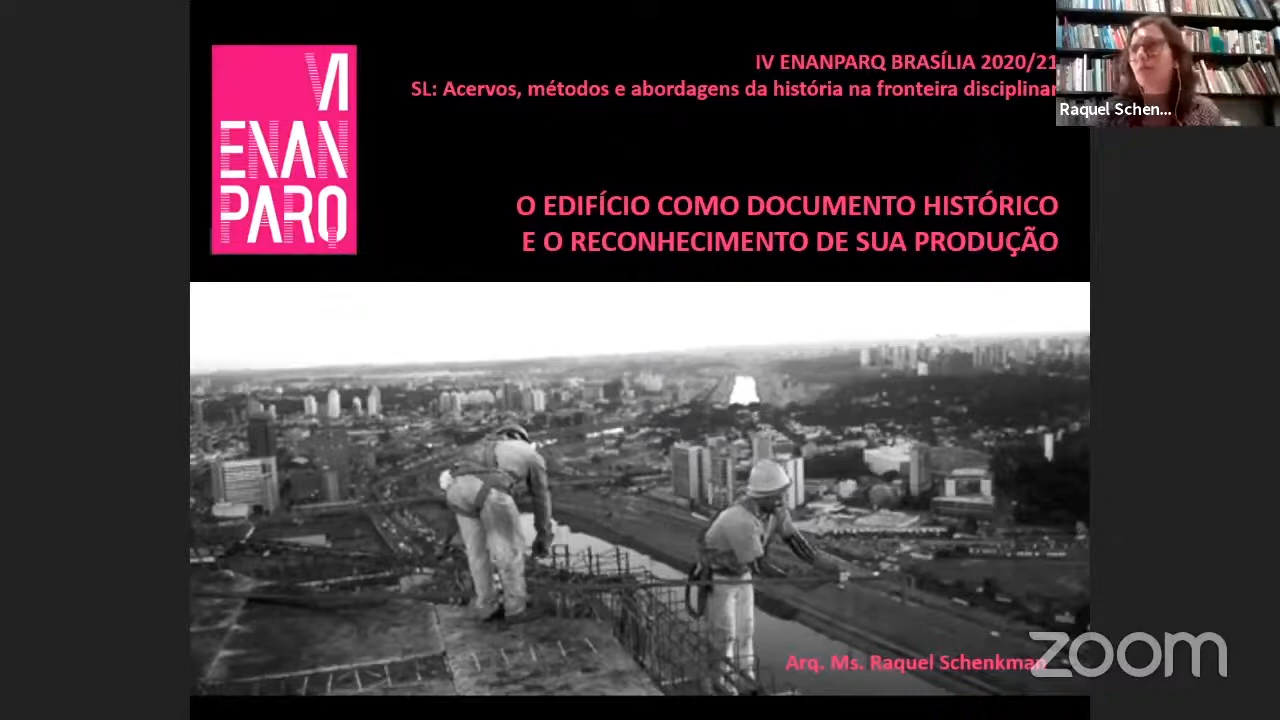 VI
ENAN
PARQ
IV ENANPARQ BRASÍLIA 2020/21
SL: Acervos, métodos e abordagens da história na fronteira disciplinar
Raquel Schen...
O EDIFÍCIO COMO DOCUMENTO HISTÓRICO
E O RECONHECIMENTO DE SUA PRODUÇÃO
Arq. Ms. Raquel Schenkman
zoom